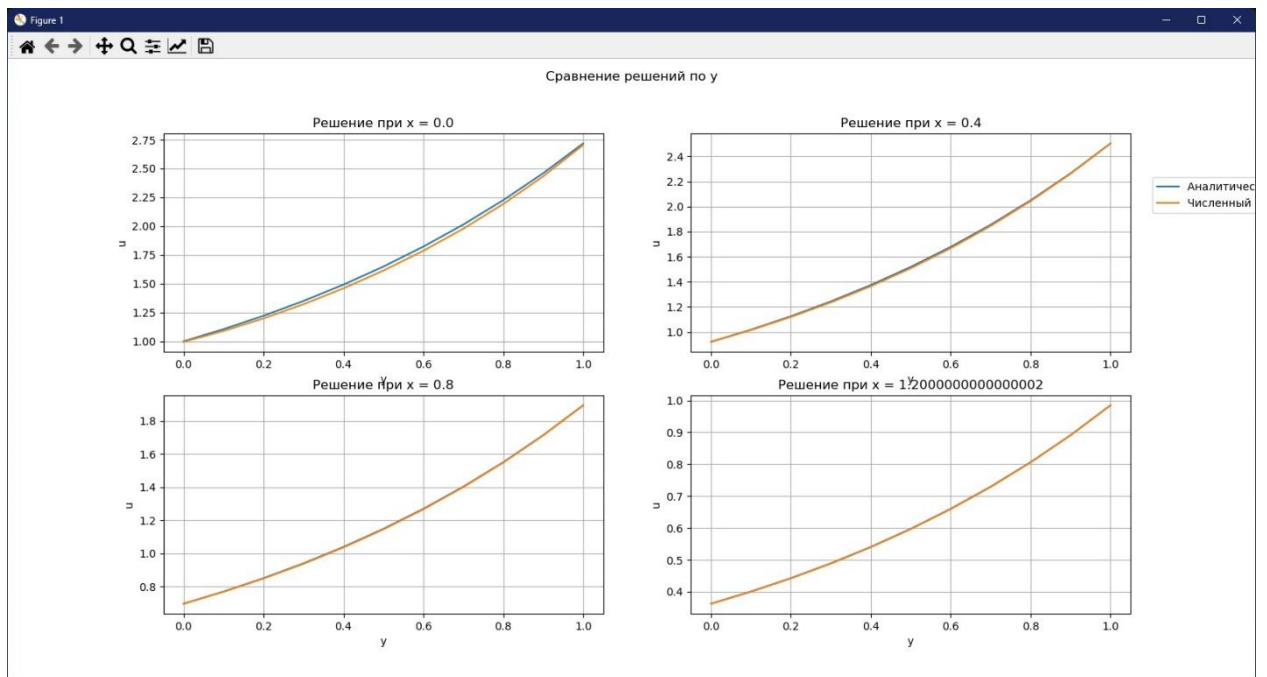 Figure 1
Сравнение решений по y
Решение при x = 0.0
2.75
2.50
2.25
2.00
1.75
1.50
1.25
1.00
u
0.0 0.2 0.4 0.6 0.8 1.0
y
Решение при x = 0.4
2.4
2.2
2.0
1.8
1.6
1.4
1.2
1.0
u
0.0 0.2 0.4 0.6 0.8 1.0
y
Аналитичес
Численный
Решение при x = 0.8
1.8
1.6
1.4
1.2
1.0
0.8
u
0.0 0.2 0.4 0.6 0.8 1.0
y
Решение при x = 1.2000000000000002
1.0
0.9
0.8
0.7
0.6
0.5
0.4
u
0.0 0.2 0.4 0.6 0.8 1.0
y